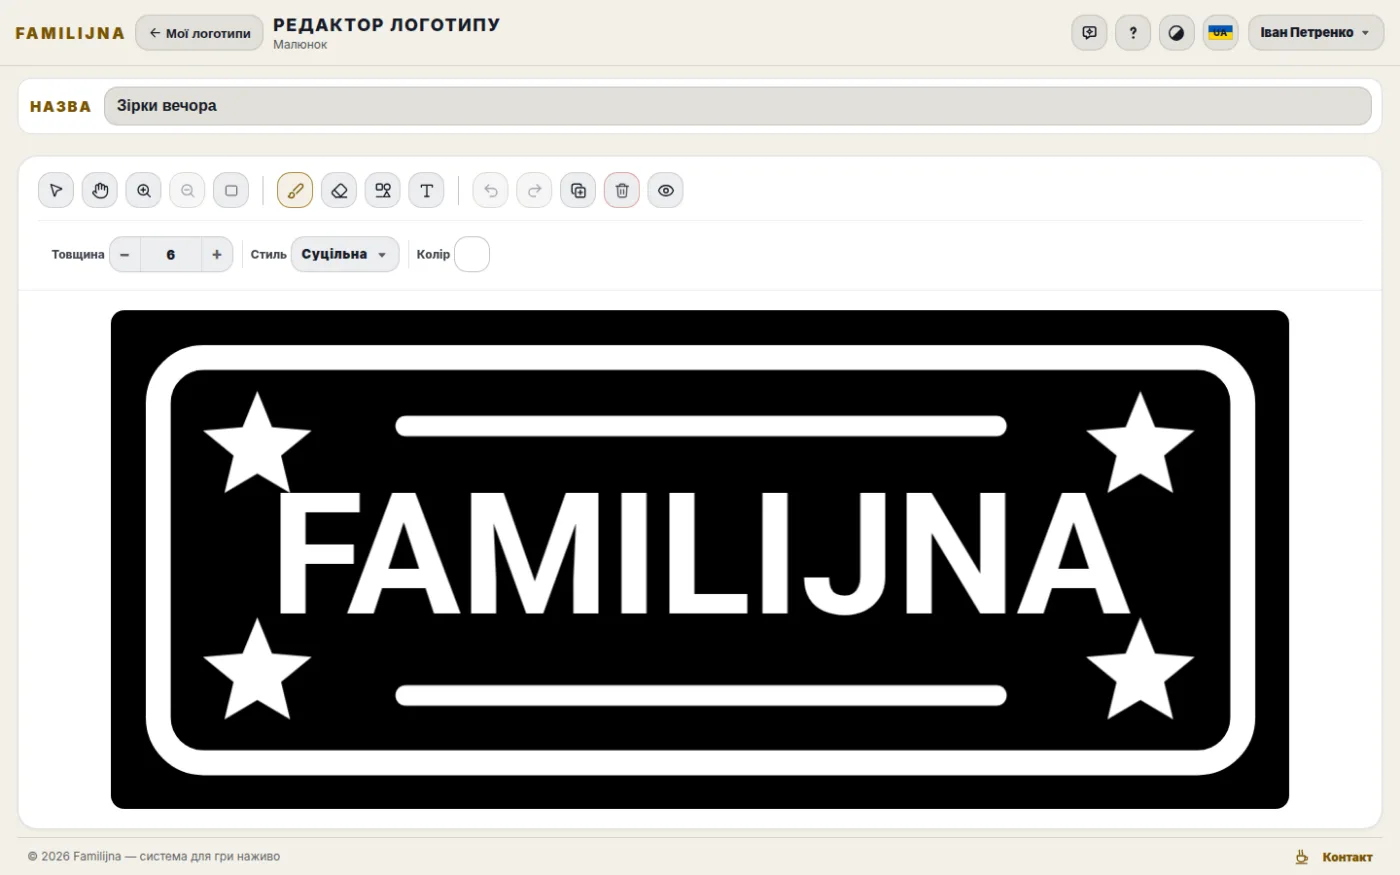 FAMILIJNA
← Мої логотипи
РЕДАКТОР ЛОГОТИПУ
Малюнок
?
UA
Іван Петренко
НАЗВА
Зірки вечора
T
Товщина
− 6 +
Стиль
Суцільна
Колір
FAMILIJNA
© 2026 Familijna — система для гри наживо
Контакт